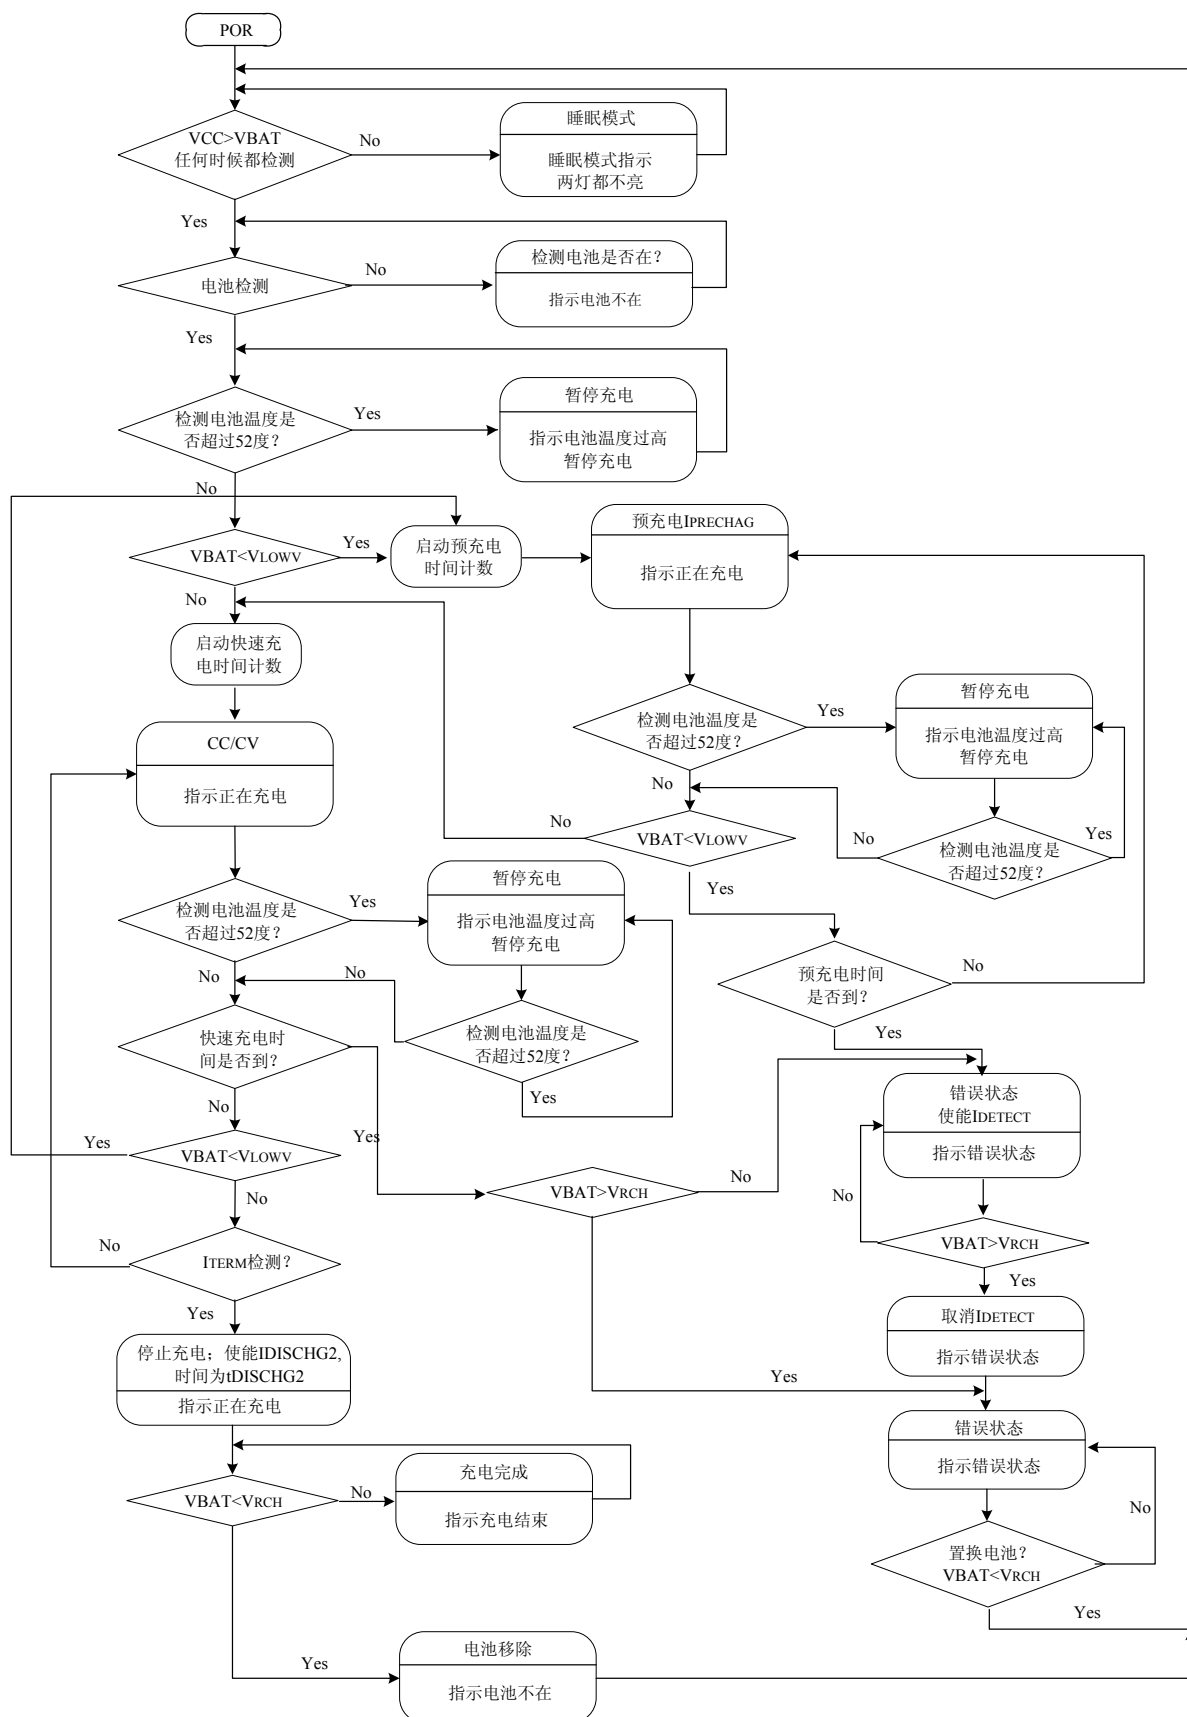 POR
VCC>VBAT
任何时候都检测
No
睡眠模式
睡眠模式指示
两灯都不亮
Yes
电池检测
No
检测电池是否在？
指示电池不在
Yes
检测电池温度是
否超过52度？
Yes
暂停充电
指示电池温度过高
暂停充电
No
VBAT<VLOWV
Yes
启动预充电
时间计数
预充电IPRECHAG
指示正在充电
No
启动快速充
电时间计数
CC/CV
指示正在充电
检测电池温度是
否超过52度？
Yes
暂停充电
指示电池温度过高
暂停充电
No
VBAT<VLOWV
No
No
检测电池温度是
否超过52度？
Yes
Yes
检测电池温度是
否超过52度？
Yes
暂停充电
指示电池温度过高
暂停充电
No
No
检测电池温度是
否超过52度？
Yes
预充电时间
是否到？
No
Yes
快速充电时
间是否到？
No
Yes
错误状态
使能IDETECT
指示错误状态
Yes
VBAT<VLOWV
No
VBAT>VRCH
No
No
VBAT>VRCH
Yes
No
ITERM检测？
Yes
取消IDETECT
指示错误状态
停止充电；使能IDISCHG2,
时间为tDISCHG2
指示正在充电
Yes
错误状态
指示错误状态
VBAT<VRCH
No
充电完成
指示充电结束
No
置换电池？
VBAT<VRCH
Yes
Yes
电池移除
指示电池不在